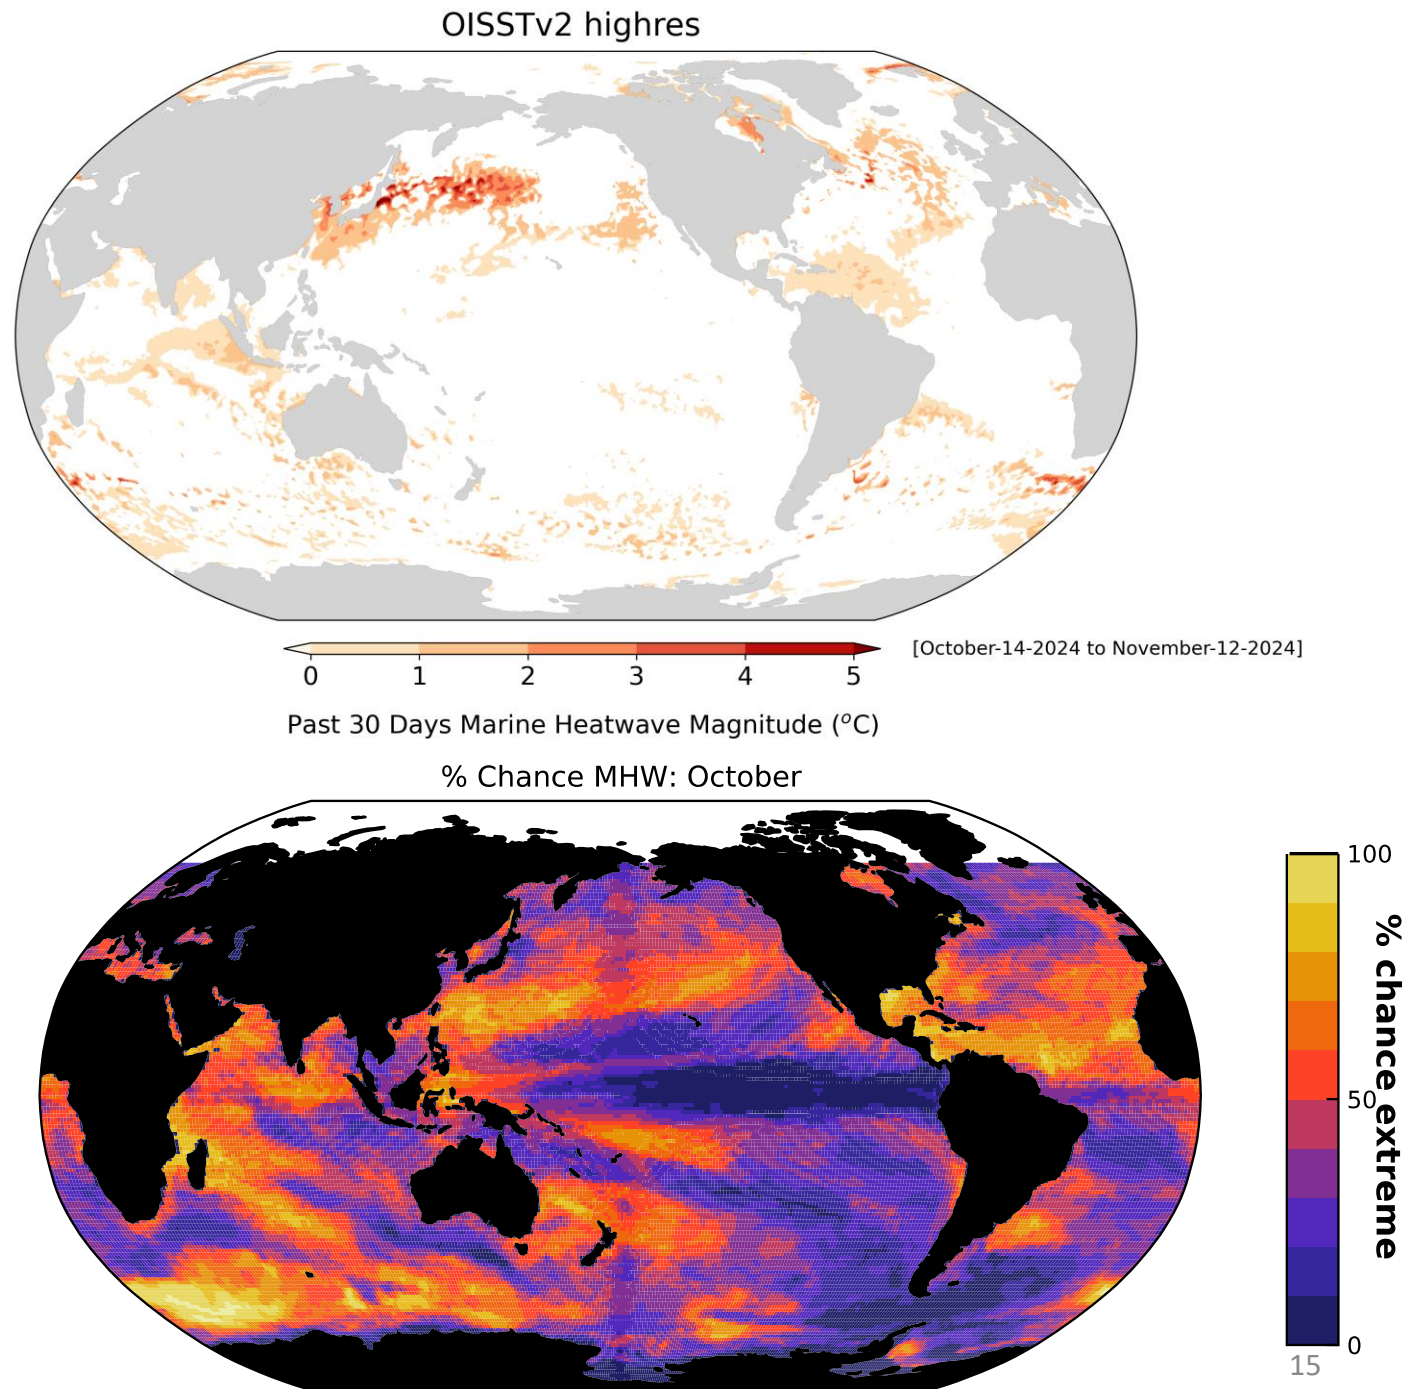 OISSTv2 highres
0 1 2 3 4 5
[October-14-2024 to November-12-2024]
Past 30 Days Marine Heatwave Magnitude (°C)
% Chance MHW: October
100
50
0
% chance extreme
15